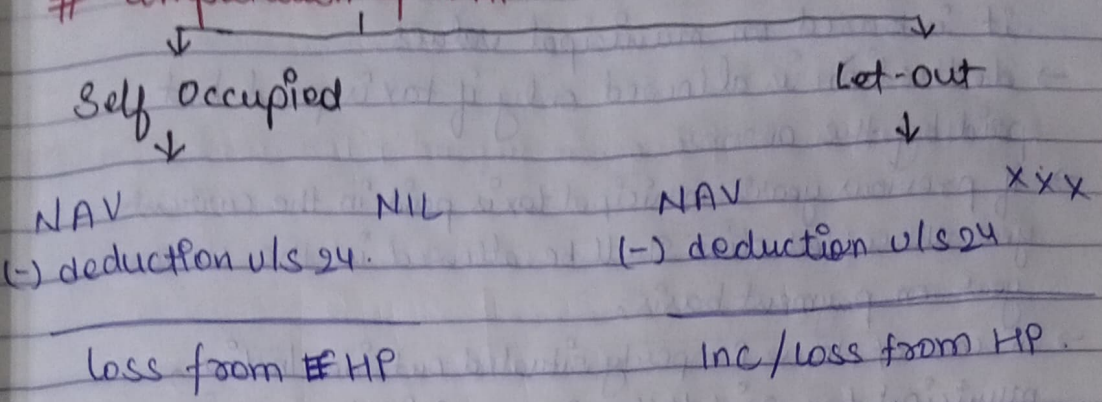 #
Self Occupied Let-out
NAV NIL NAV xxx
(-) deduction u/s 24. (-) deduction u/s 24
loss from HP Inc/loss from HP.